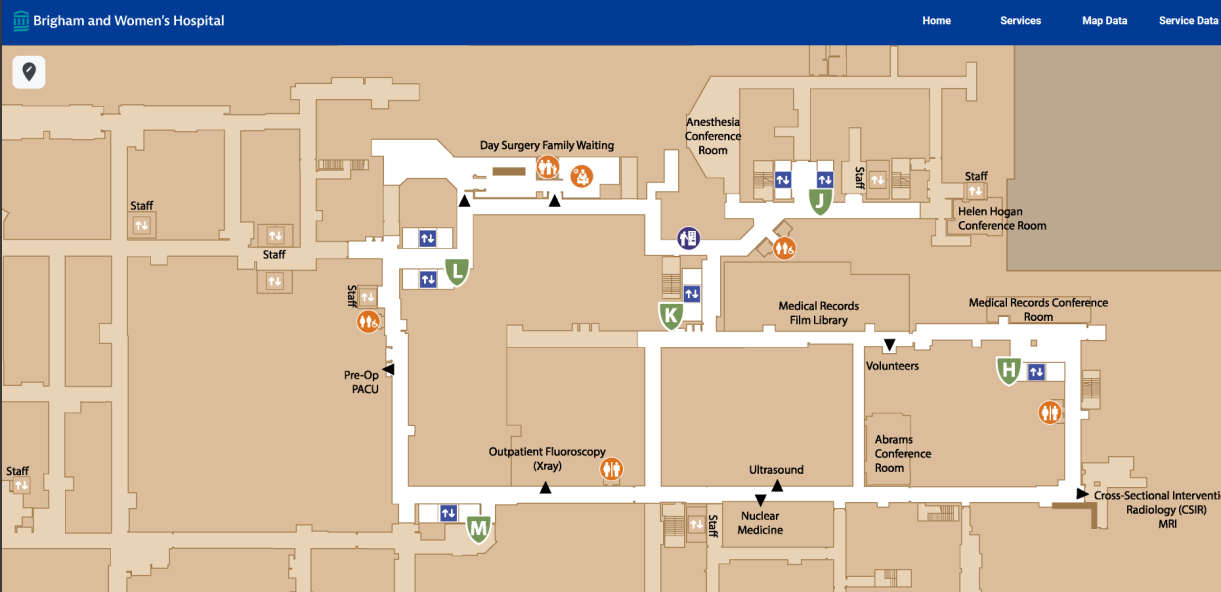 Brigham and Women's Hospital
Home
Services
Map Data
Service Data
Day Surgery Family Waiting
Anesthesia
Conference
Room
Staff
Staff
Staff
Helen Hogan
Conference Room
J
Staff
L
Staff
K
Medical Records
Film Library
Medical Records Conference
Room
Volunteers
H
Pre-Op
PACU
Abrams
Conference
Room
Outpatient Fluoroscopy
(Xray)
Ultrasound
Staff
Cross-Sectional Interventi
Radiology (CSIR)
MRI
Nuclear
Medicine
Staff
M